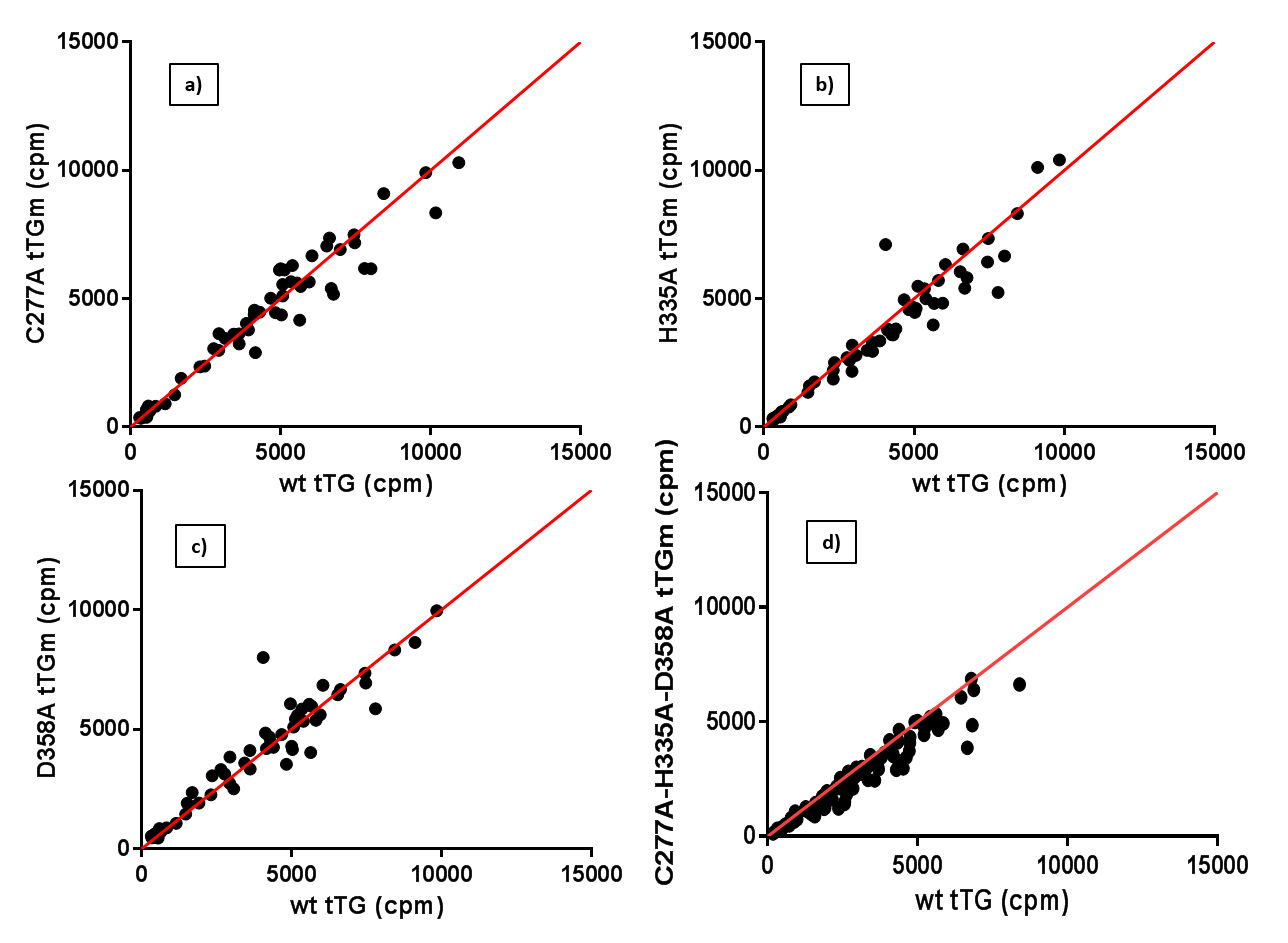 a)
C277A tTGm (cpm)
15000
10000
5000
0
0 5000 10000 15000
wt tTG (cpm)
b)
H335A tTGm (cpm)
15000
10000
5000
0
0 5000 10000 15000
wt tTG (cpm)
c)
D358A tTGm (cpm)
15000
10000
5000
0
0 5000 10000 15000
wt tTG (cpm)
d)
C277A-H335A-D358A tTGm (cpm)
15000
10000
5000
0
0 5000 10000 15000
wt tTG (cpm)